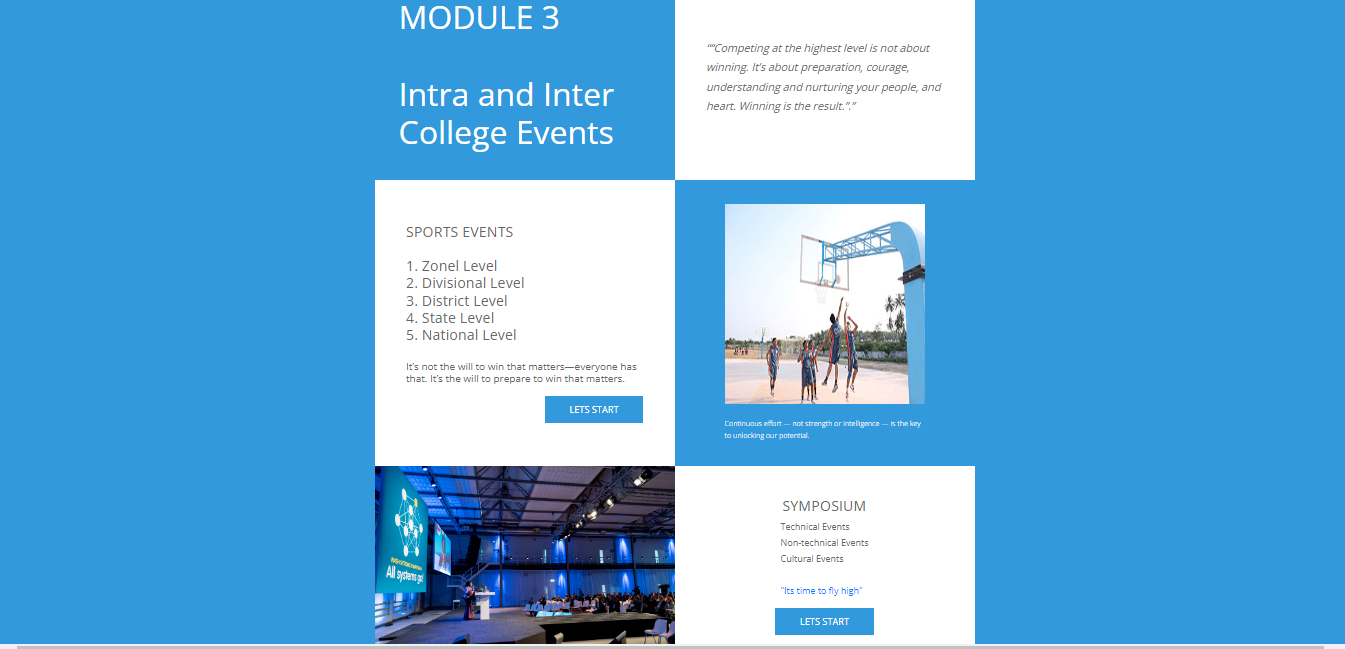 MODULE 3
Intra and Inter
College Events
““Competing at the highest level is not about
winning. It’s about preparation, courage,
understanding and nurturing your people, and
heart. Winning is the result.”.”
SPORTS EVENTS
1. Zonel Level
2. Divisional Level
3. District Level
4. State Level
5. National Level
It’s not the will to win that matters—everyone has
that. It’s the will to prepare to win that matters.
LETS START
Continuous effort — not strength or intelligence — is the key
to unlocking our potential.
All systems go!
SYMPOSIUM
Technical Events
Non-technical Events
Cultural Events
"Its time to fly high"
LETS START